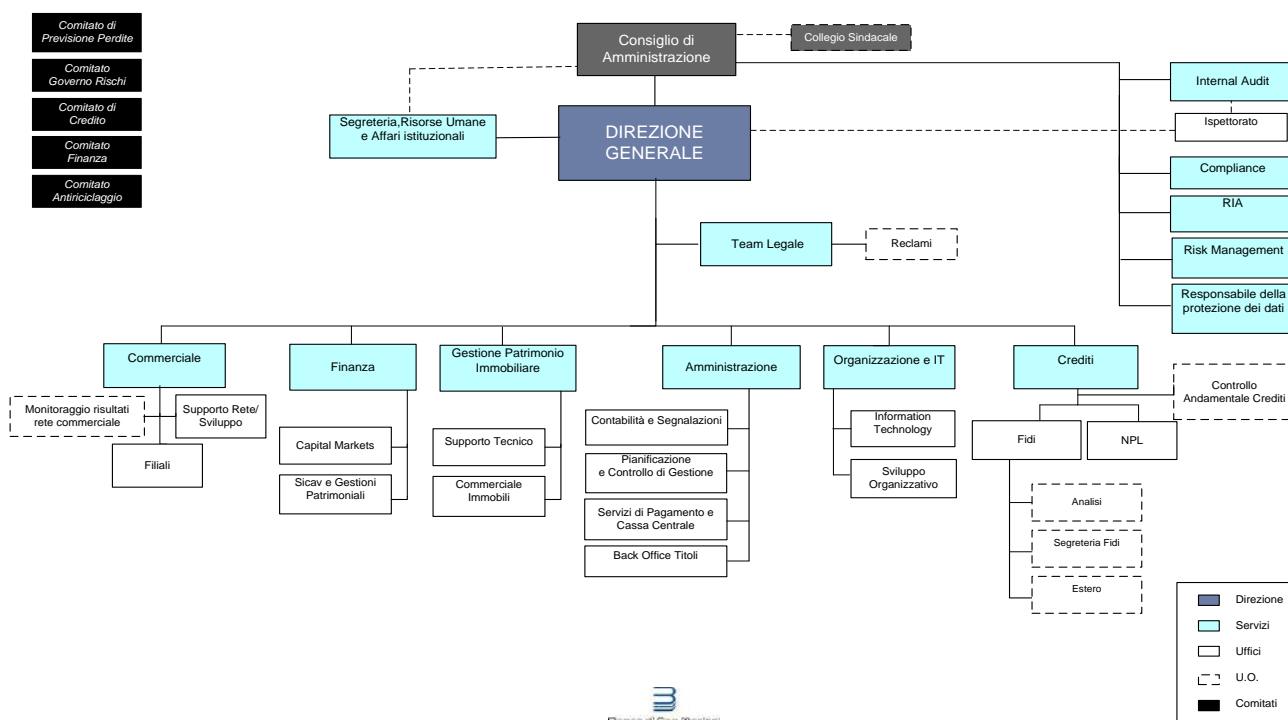 Comitato di
Previsione Perdite
Comitato
Governo Rischi
Comitato di
Credito
Comitato
Finanza
Comitato
Antiriciclaggio
Consiglio di
Amministrazione
Collegio Sindacale
Segreteria,Risorse Umane
e Affari istituzionali
DIREZIONE
GENERALE
Internal Audit
Ispettorato
Compliance
RIA
Risk Management
Responsabile della
protezione dei dati
Team Legale
Reclami
Commerciale
Monitoraggio risultati
rete commerciale
Supporto Rete/
Sviluppo
Filiali
Finanza
Capital Markets
Sicav e Gestioni
Patrimoniali
Gestione Patrimonio
Immobiliare
Supporto Tecnico
Commerciale
Immobili
Amministrazione
Contabilità e Segnalazioni
Pianificazione
e Controllo di Gestione
Servizi di Pagamento e
Cassa Centrale
Back Office Titoli
Organizzazione e IT
Information
Technology
Sviluppo
Organizzativo
Crediti
Controllo
Andamentale Crediti
Fidi
NPL
Analisi
Segreteria Fidi
Estero
Direzione
Servizi
Uffici
U.O.
Comitati